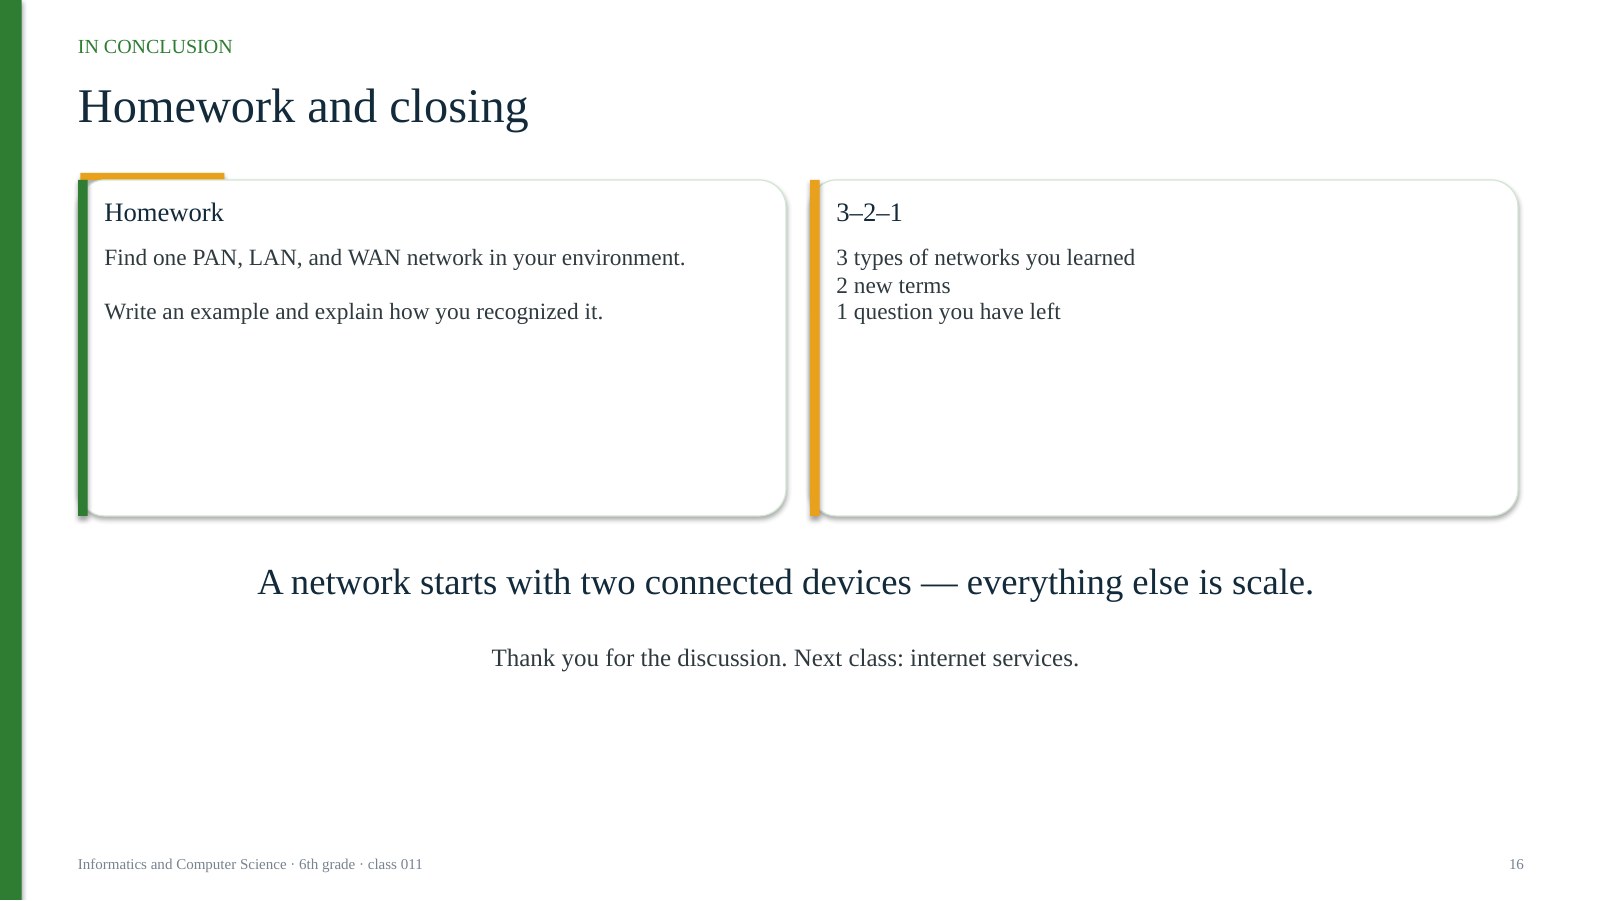 IN CONCLUSION
Homework and closing
Homework
Find one PAN, LAN, and WAN network in your environment.
Write an example and explain how you recognized it.
3–2–1
3 types of networks you learned
2 new terms
1 question you have left
A network starts with two connected devices — everything else is scale.
Thank you for the discussion. Next class: internet services.
Informatics and Computer Science · 6th grade · class 011
16